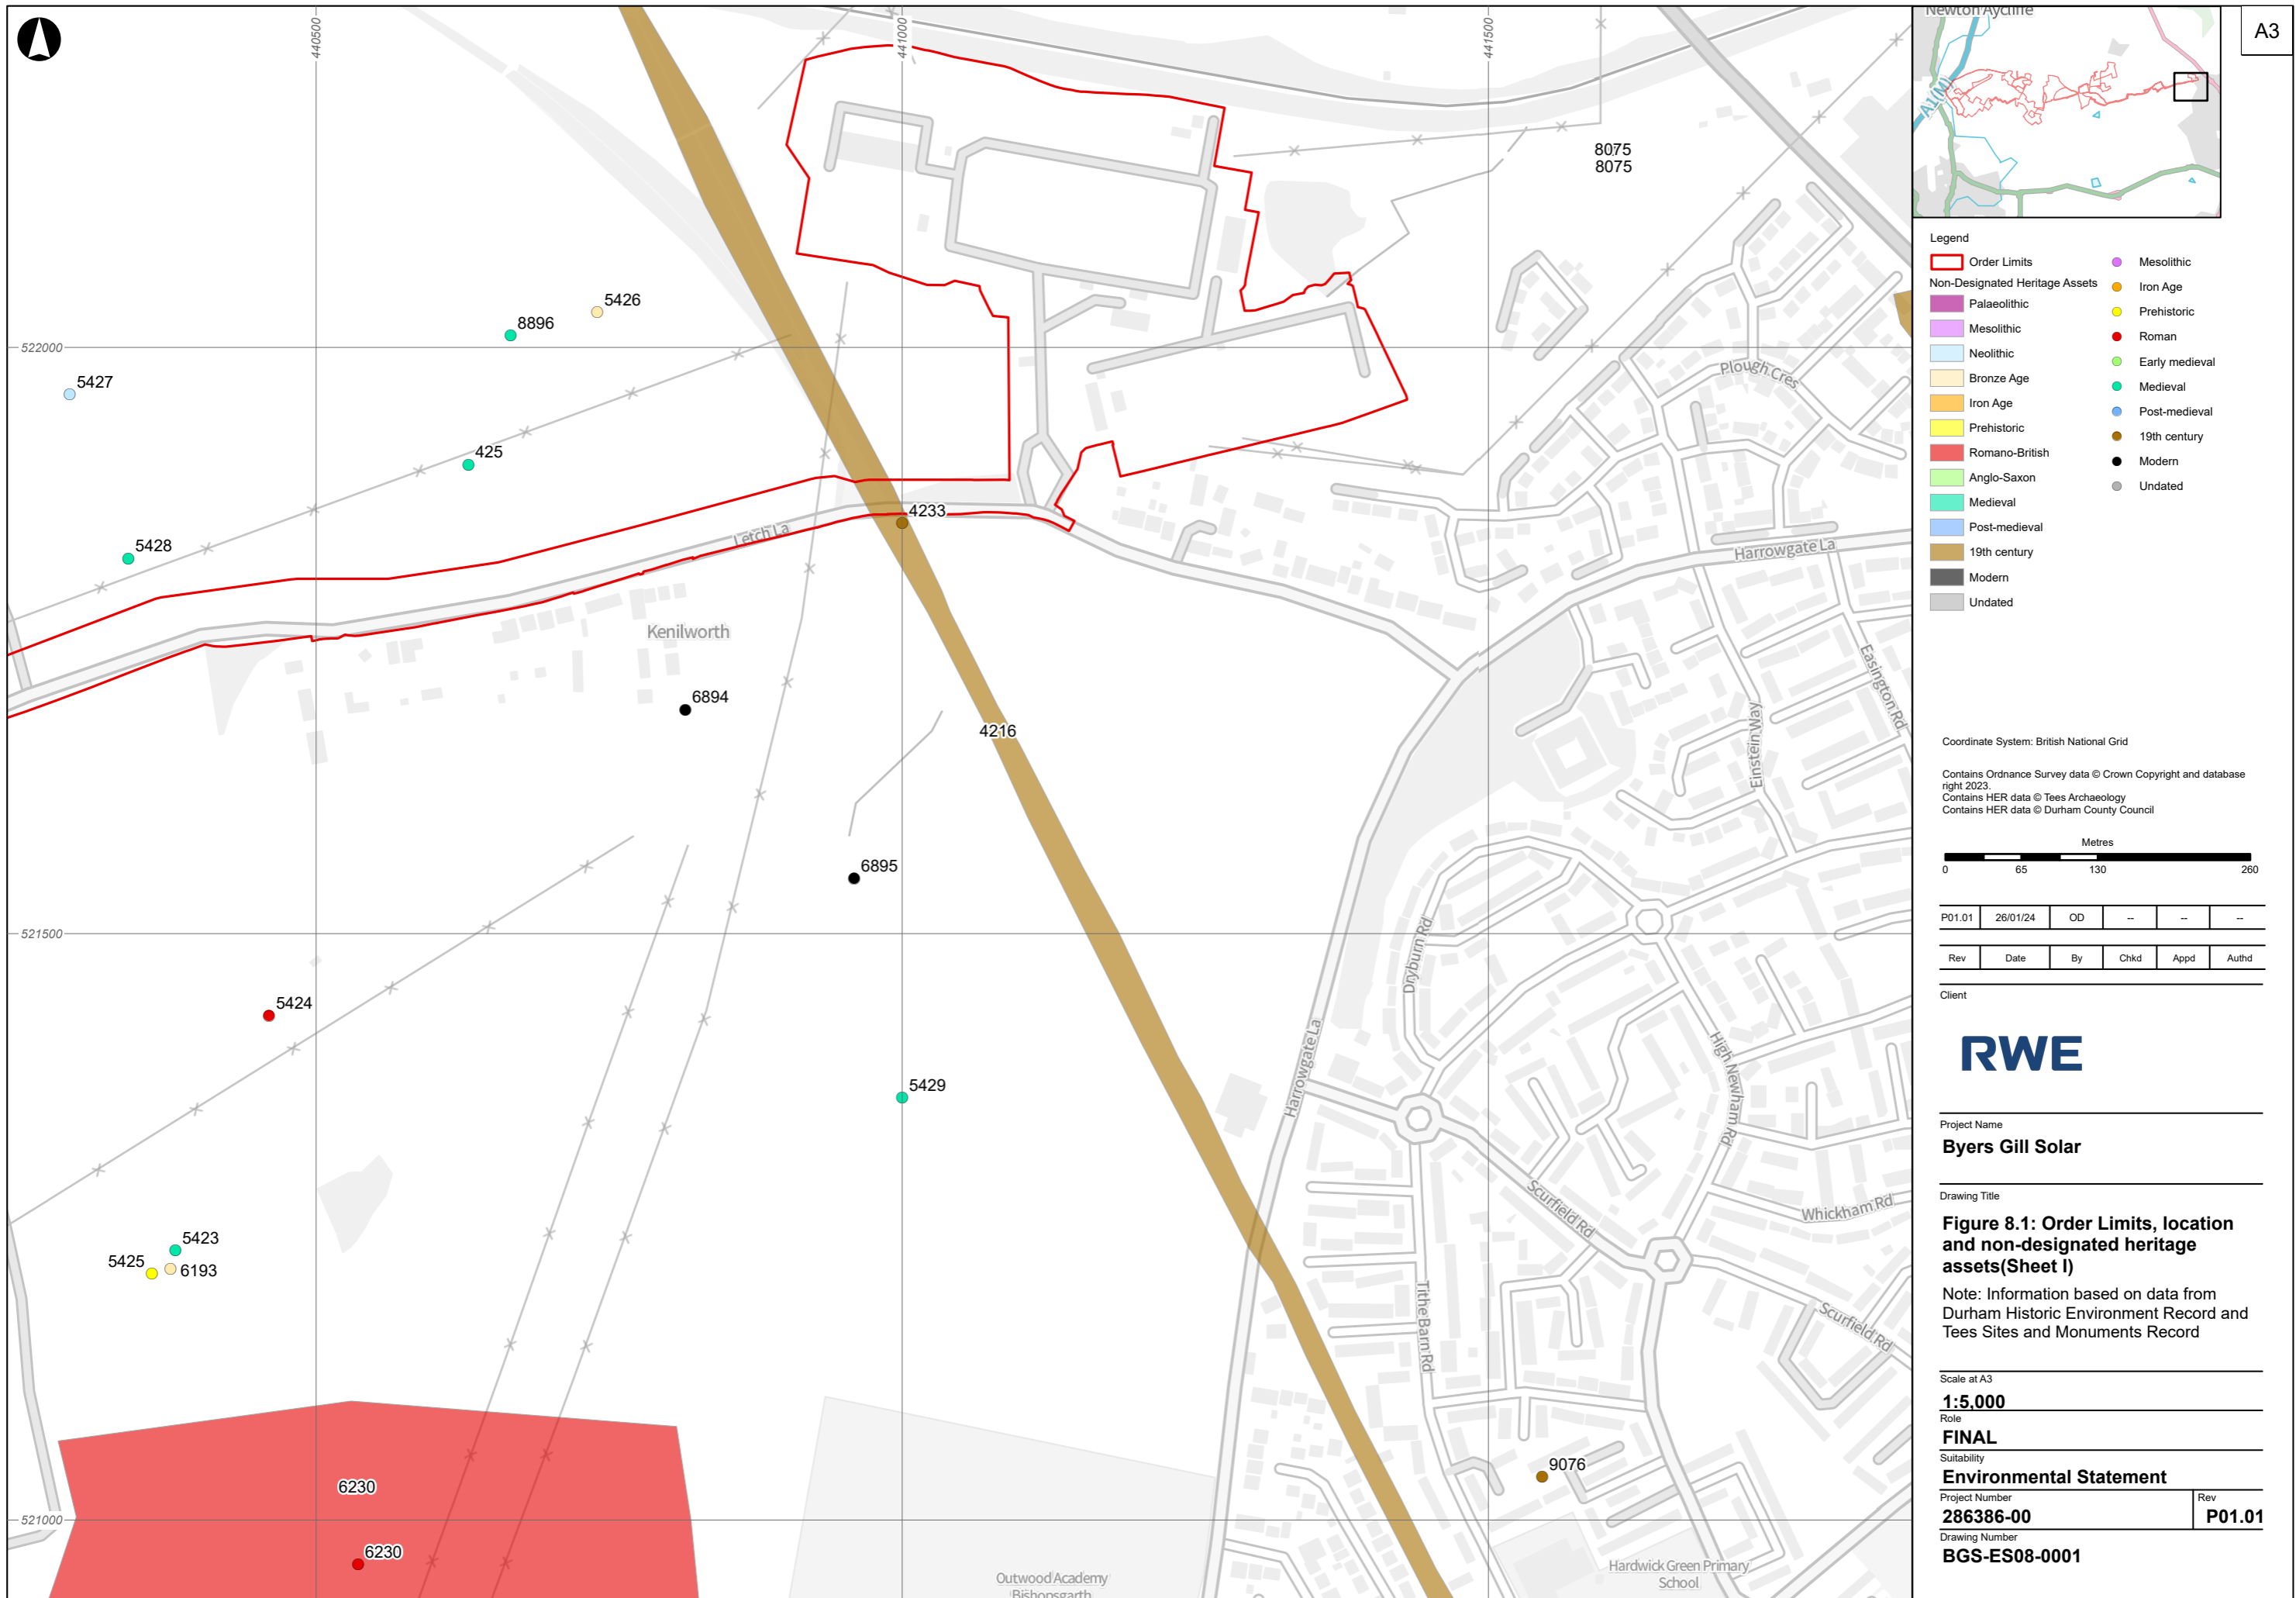 A3
Newton Aycliffe
A1(M)
440500
441000
441500
522000
521500
521000
8075
8075
5426
8896
5427
425
5428
4233
Letch La
Kenilworth
6894
4216
6895
5424
5429
5423
5425
6193
6230
6230
9076
Plough Cres
Harrowgate La
Easington Rd
Einstein Way
Dryburn Rd
Harrowgate La
High Newham Rd
Scurfield Rd
Whickham Rd
Scurfield Rd
Tithe Barn Rd
Outwood Academy
Bishopsgarth
Hardwick Green Primary
School
Legend
Order Limits
Non-Designated Heritage Assets
Palaeolithic
Mesolithic
Neolithic
Bronze Age
Iron Age
Prehistoric
Romano-British
Anglo-Saxon
Medieval
Post-medieval
19th century
Modern
Undated
Mesolithic
Iron Age
Prehistoric
Roman
Early medieval
Medieval
Post-medieval
19th century
Modern
Undated
Coordinate System: British National Grid
Contains Ordnance Survey data © Crown Copyright and database
right 2023.
Contains HER data © Tees Archaeology
Contains HER data © Durham County Council
Metres
0 65 130 260
P01.01 26/01/24 OD -- -- --
Rev Date By Chkd Appd Authd
Client
RWE
Project Name
Byers Gill Solar
Drawing Title
Figure 8.1: Order Limits, location
and non-designated heritage
assets(Sheet I)
Note: Information based on data from
Durham Historic Environment Record and
Tees Sites and Monuments Record
Scale at A3
1:5,000
Role
FINAL
Suitability
Environmental Statement
Project Number Rev
286386-00 P01.01
Drawing Number
BGS-ES08-0001